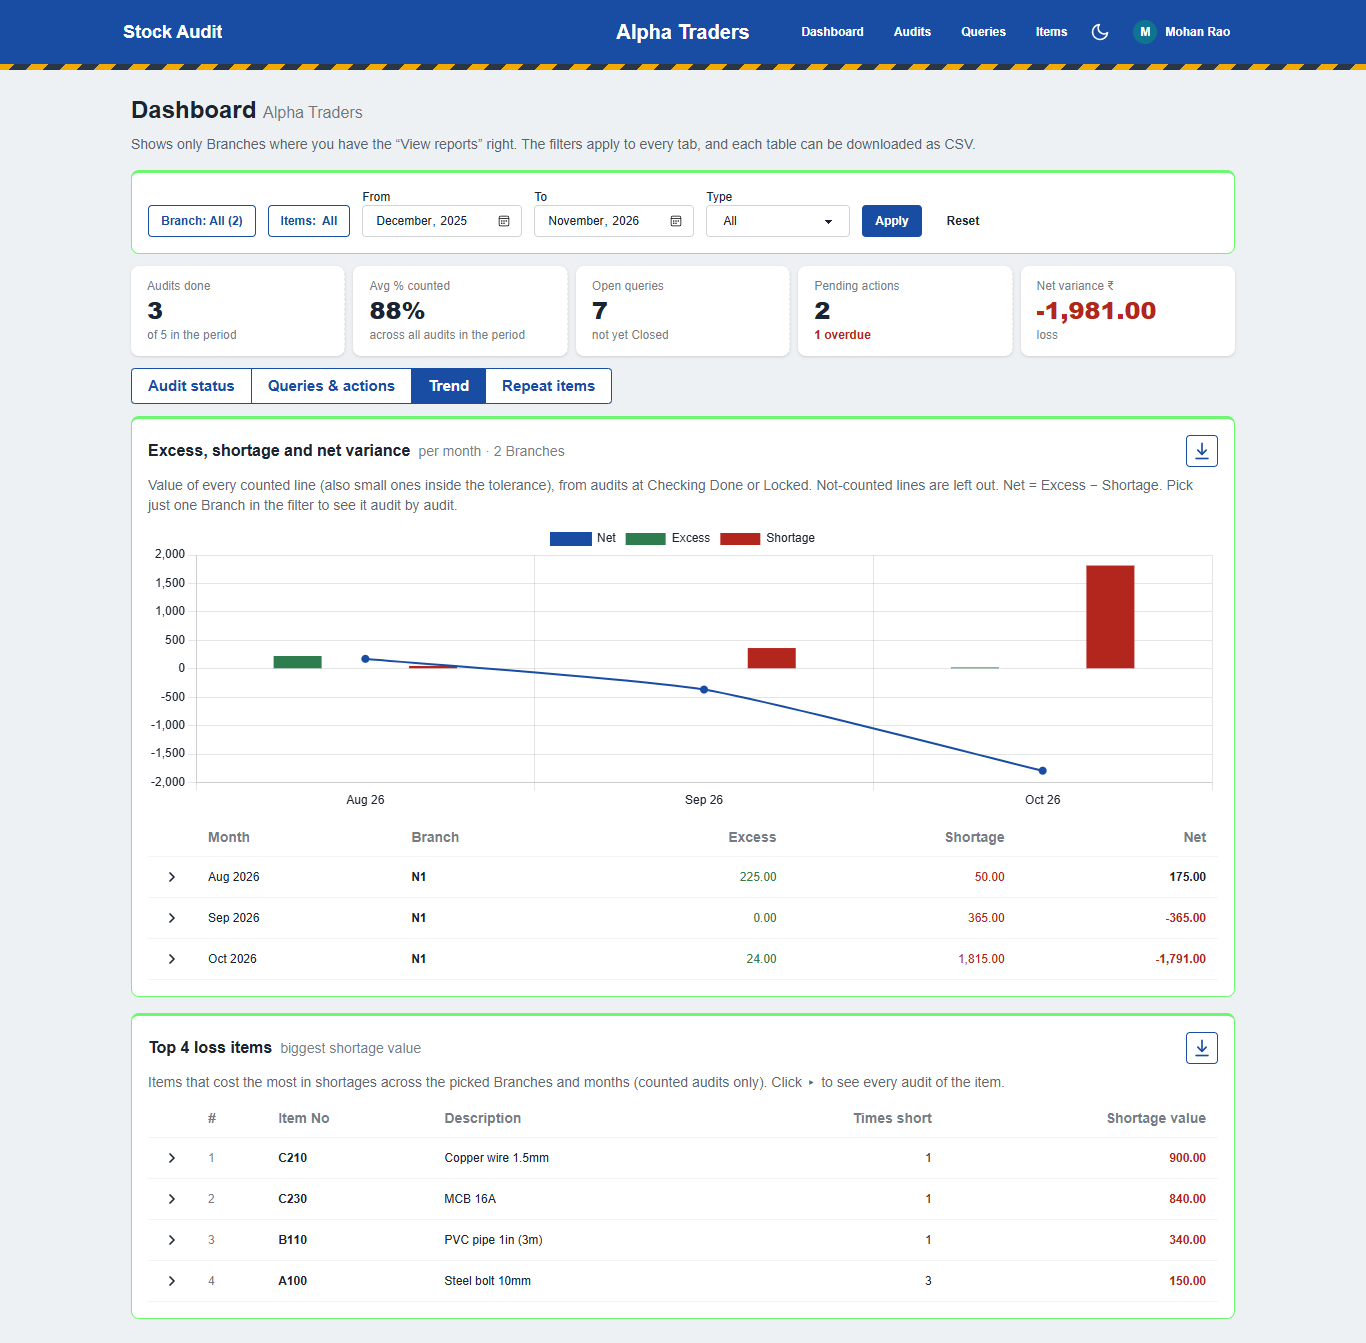 Stock Audit
Alpha Traders
Dashboard
Audits
Queries
Items
M
Mohan Rao
Dashboard Alpha Traders
Shows only Branches where you have the “View reports” right. The filters apply to every tab, and each table can be downloaded as CSV.
From
To
Type
Branch: All (2)
Items: All
December, 2025
November, 2026
All
Apply
Reset
Audits done
3
of 5 in the period
Avg % counted
88%
across all audits in the period
Open queries
7
not yet Closed
Pending actions
2
1 overdue
Net variance ₹
-1,981.00
loss
Audit status
Queries & actions
Trend
Repeat items
Excess, shortage and net variance per month · 2 Branches
Value of every counted line (also small ones inside the tolerance), from audits at Checking Done or Locked. Not-counted lines are left out. Net = Excess − Shortage. Pick
just one Branch in the filter to see it audit by audit.
Net Excess Shortage
2,000
1,500
1,000
500
0
-500
-1,000
-1,500
-2,000
Aug 26 Sep 26 Oct 26
Month Branch Excess Shortage Net
Aug 2026 N1 225.00 50.00 175.00
Sep 2026 N1 0.00 365.00 -365.00
Oct 2026 N1 24.00 1,815.00 -1,791.00
Top 4 loss items biggest shortage value
Items that cost the most in shortages across the picked Branches and months (counted audits only). Click ▸ to see every audit of the item.
# Item No Description Times short Shortage value
1 C210 Copper wire 1.5mm 1 900.00
2 C230 MCB 16A 1 840.00
3 B110 PVC pipe 1in (3m) 1 340.00
4 A100 Steel bolt 10mm 3 150.00